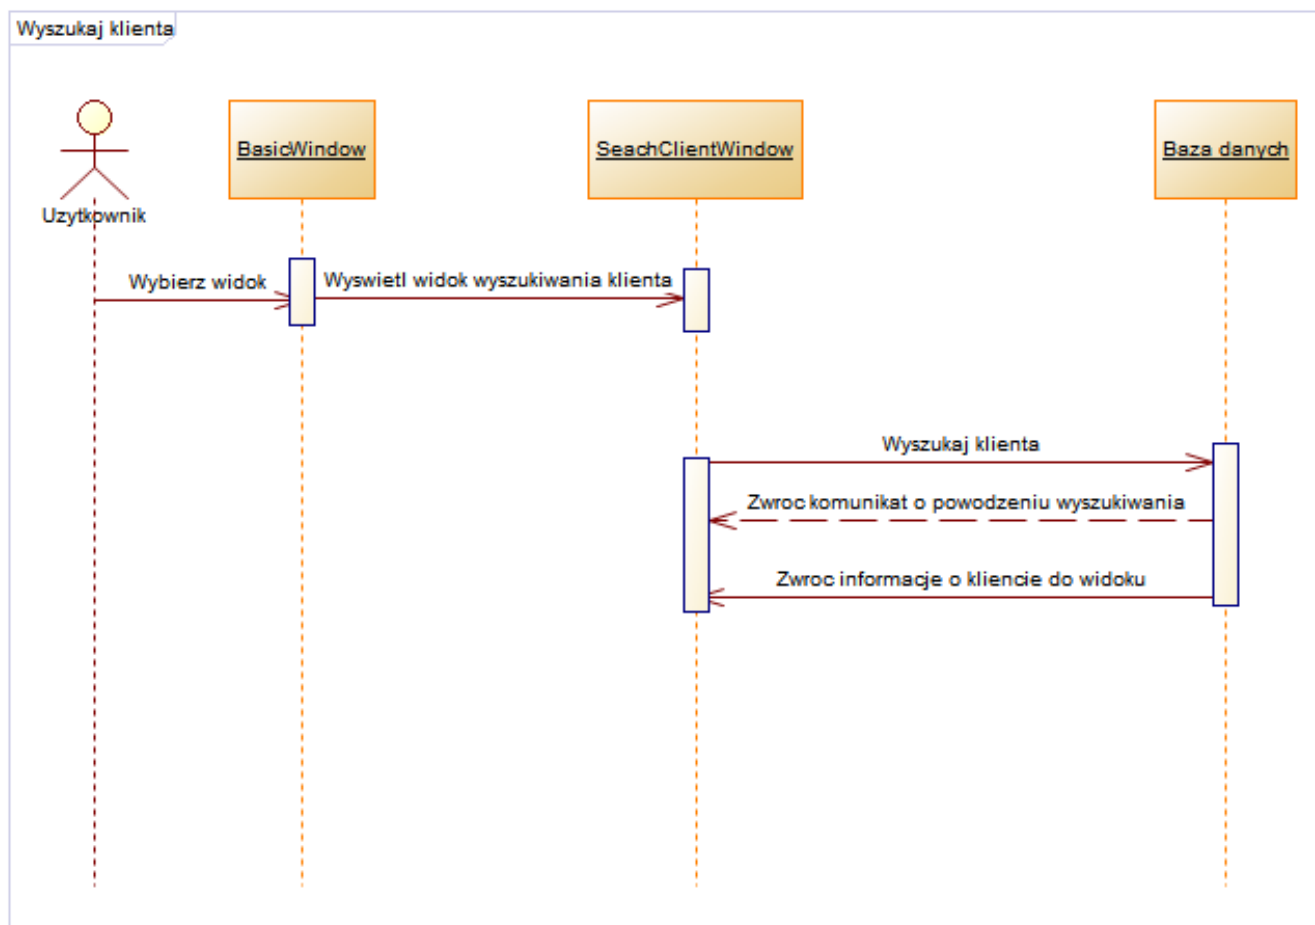 Wyszukaj klienta
BasicWindow
SeachClientWindow
Baza danych
Uzytkownik
Wybierz widok
Wyswietl widok wyszukiwania klienta
Wyszukaj klienta
Zwroc komunikat o powodzeniu wyszukiwania
Zwroc informacje o kliencie do widoku